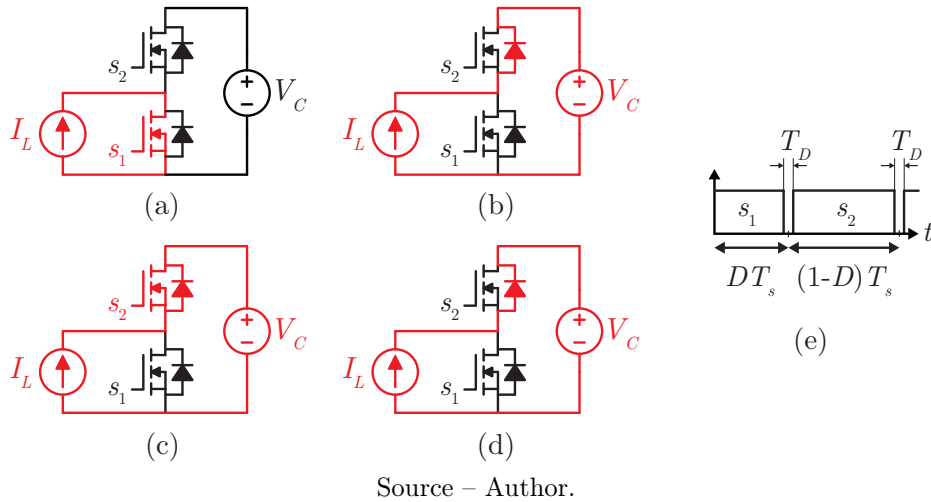 s2
VC
IL
s1
(a)
s2
VC
IL
s1
(b)
s2
VC
IL
s1
(c)
s2
VC
IL
s1
(d)
TD TD
s1 s2 t
DTs (1-D)Ts
(e)
Source – Author.